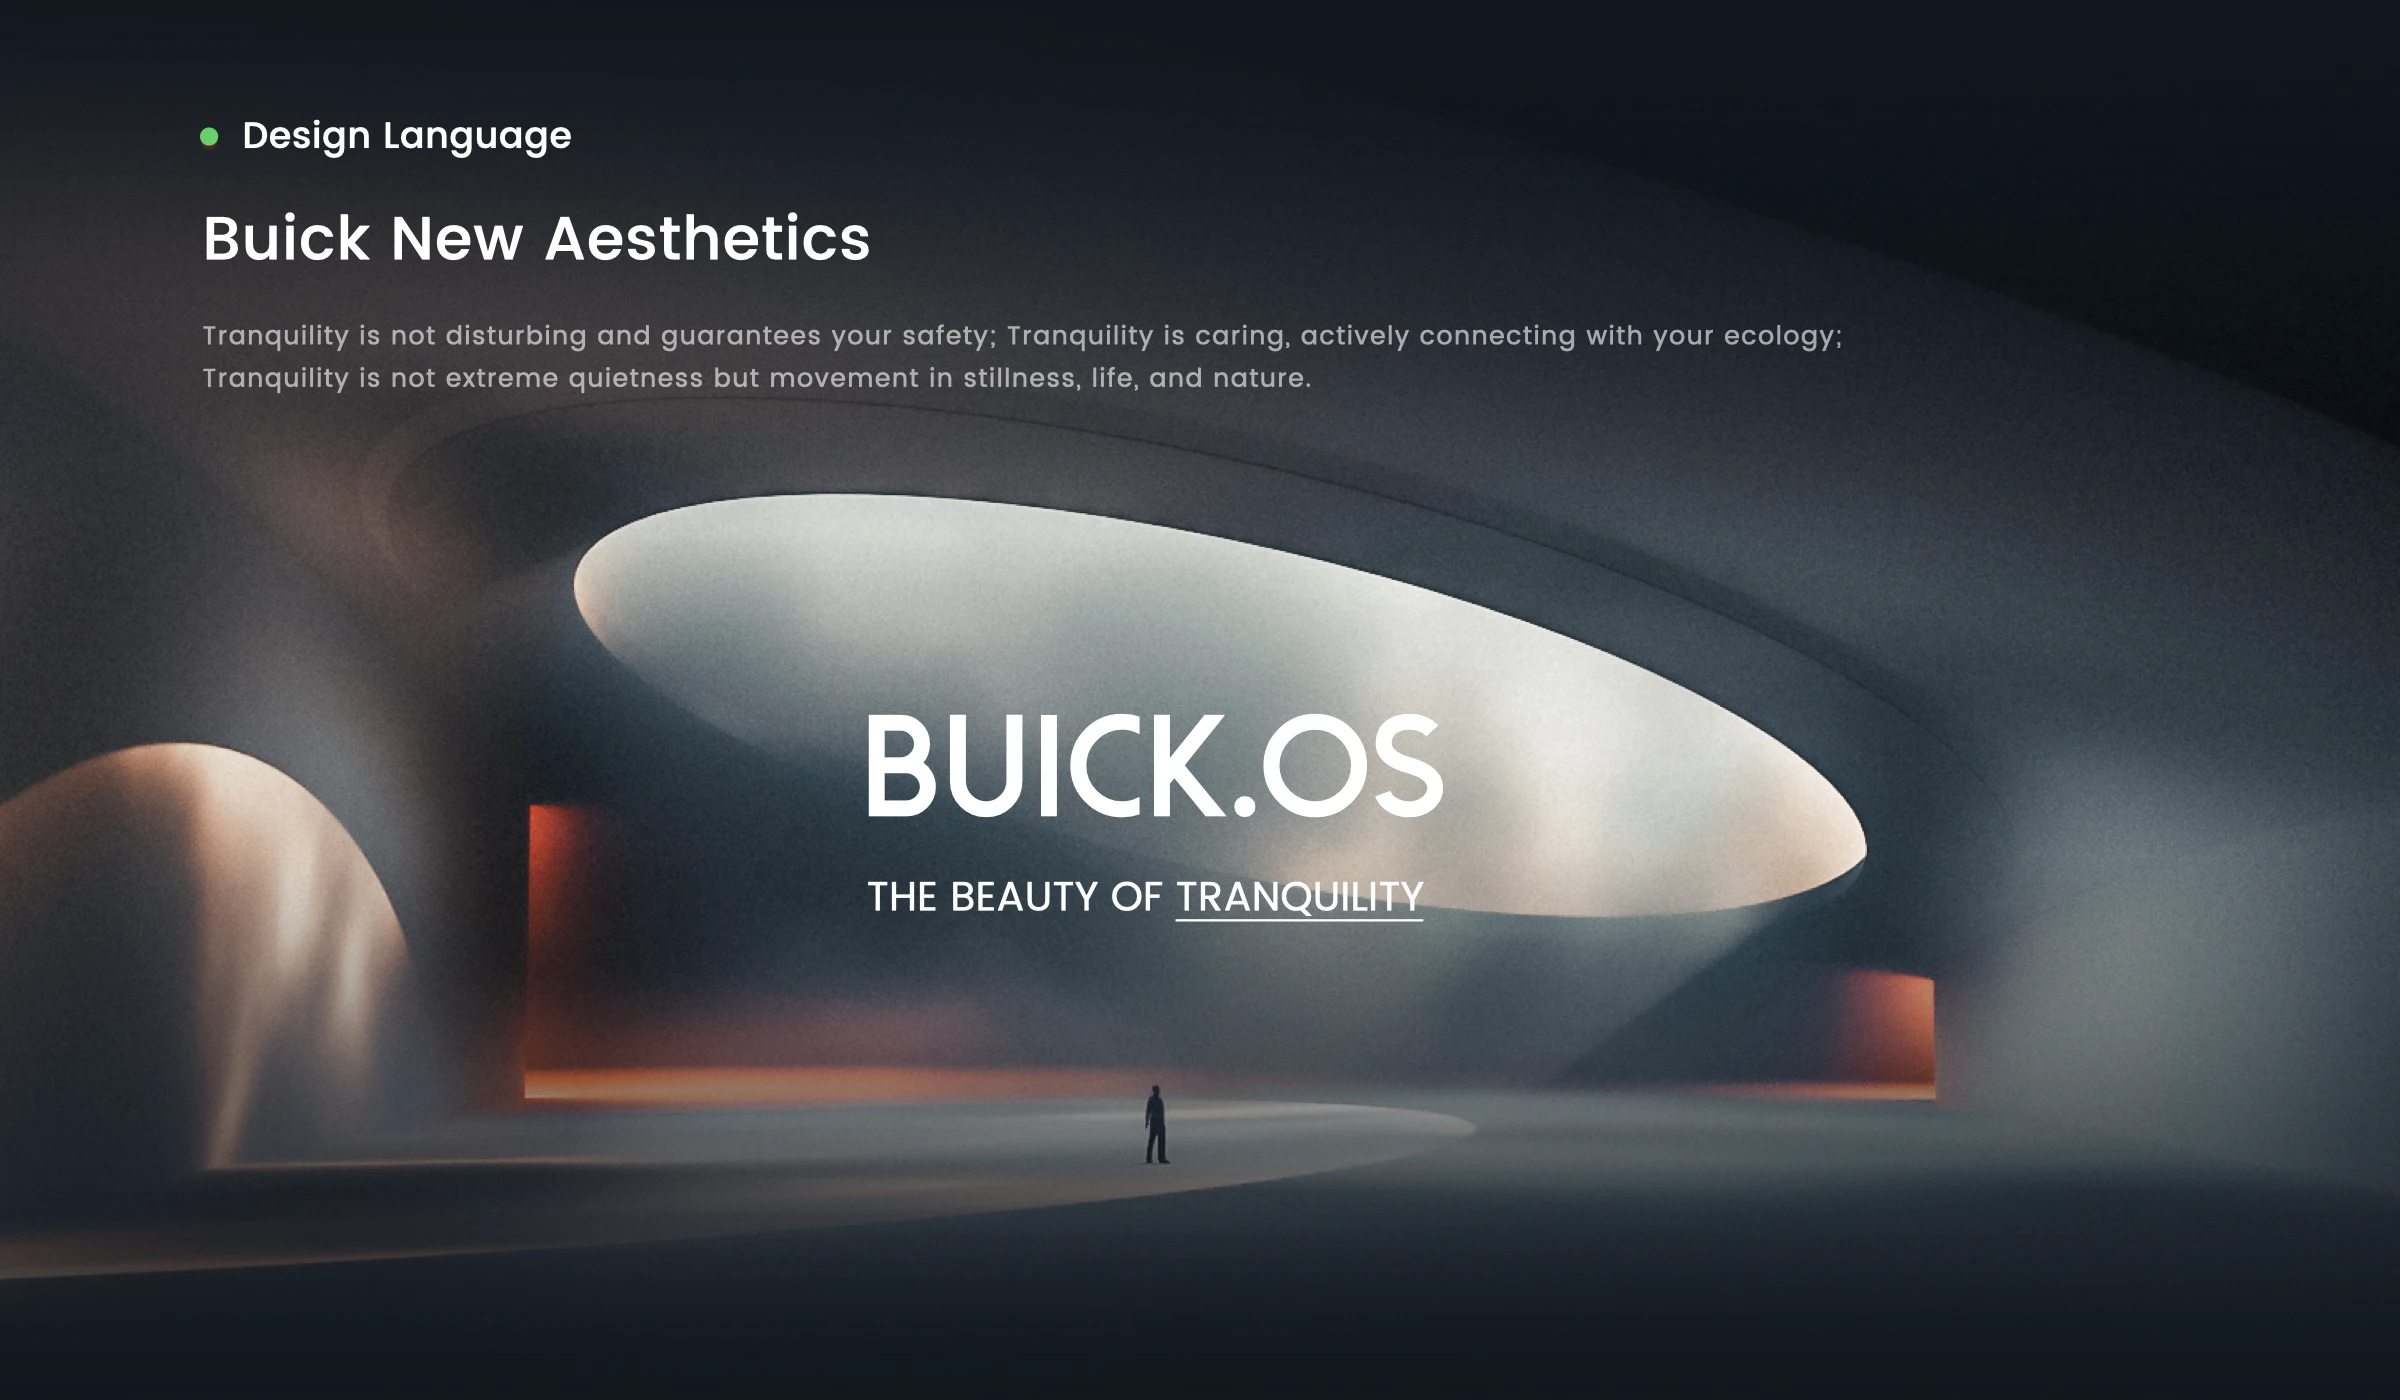 Design Language
Buick New Aesthetics
Tranquility is not disturbing and guarantees your safety; Tranquility is caring, actively connecting with your ecology;
Tranquility is not extreme quietness but movement in stillness, life, and nature.
BUICK.OS
THE BEAUTY OF TRANQUILITY